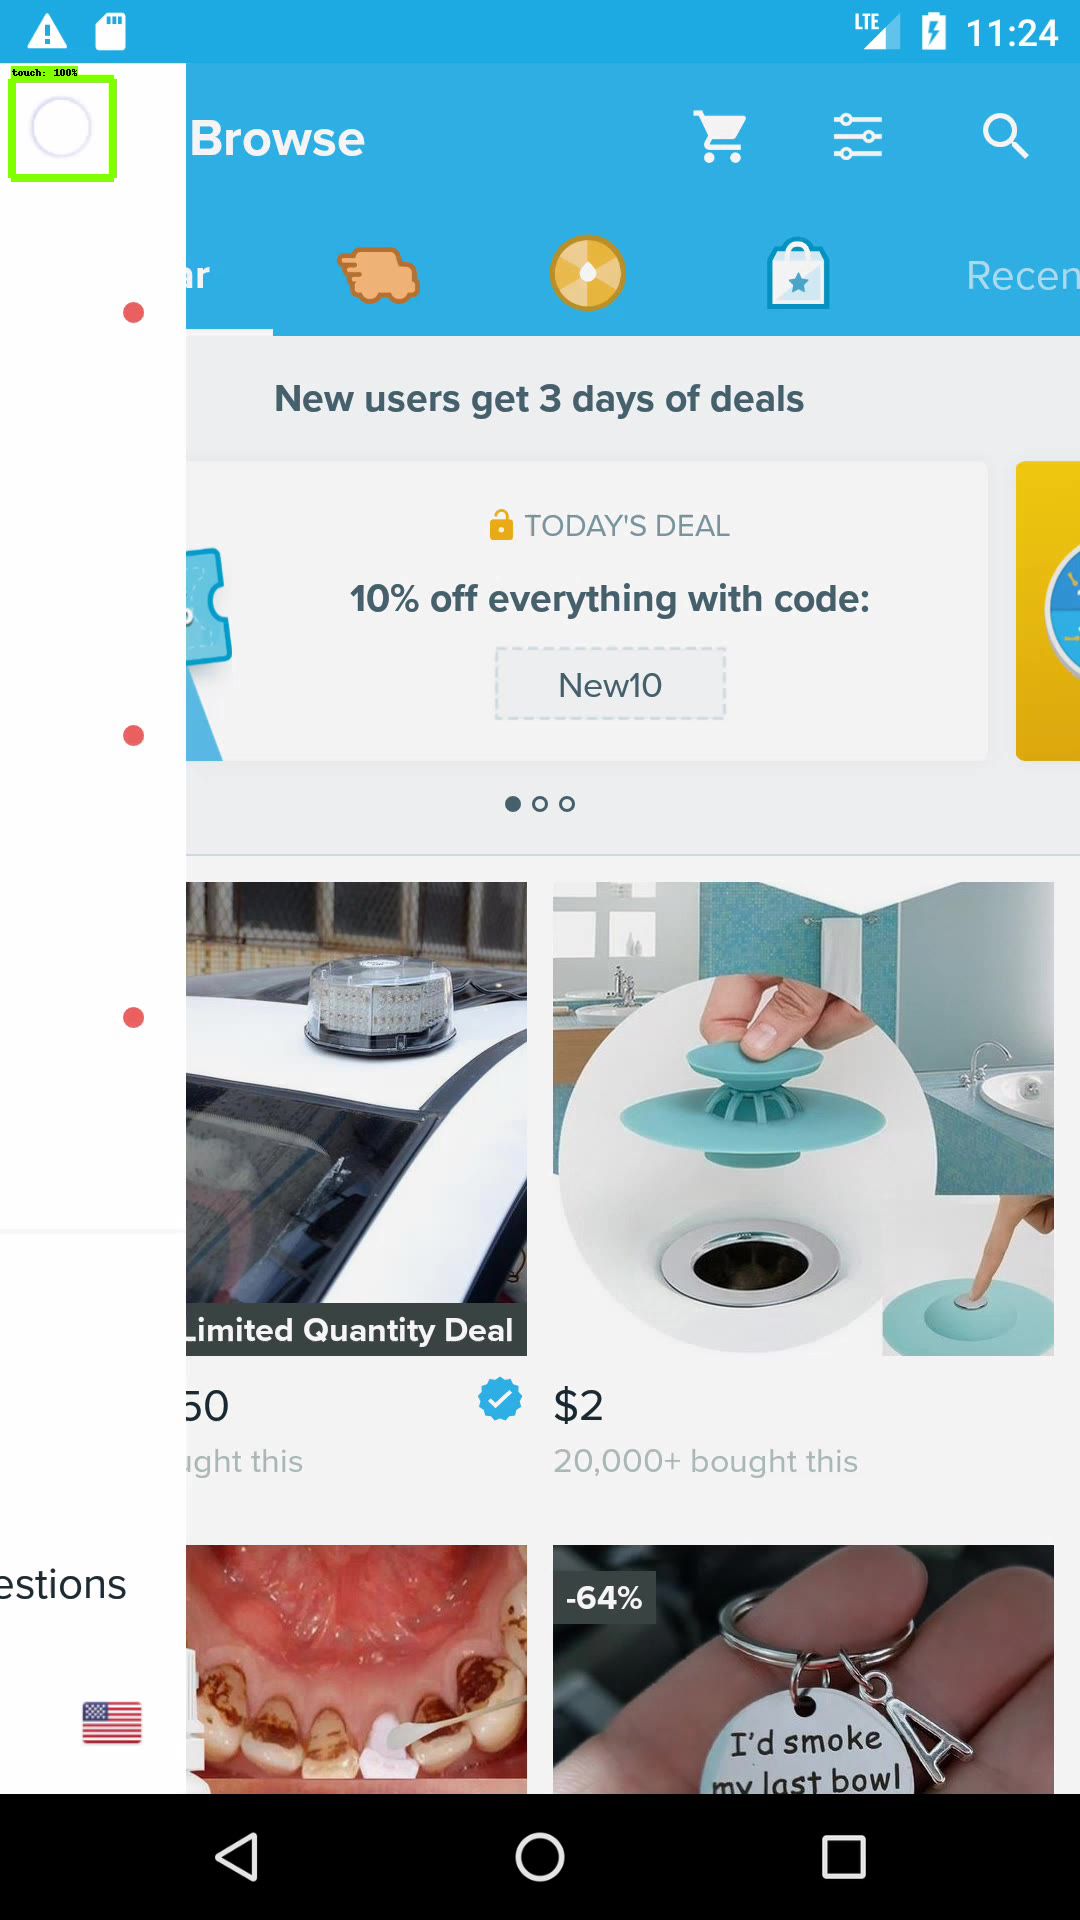 LTE 11:24
touch: 100%
Browse
ar
Recen
New users get 3 days of deals
TODAY'S DEAL
10% off everything with code:
New10
Limited Quantity Deal
50
$2
ught this
20,000+ bought this
estions
-64%
I'd smoke
my last bowl
A